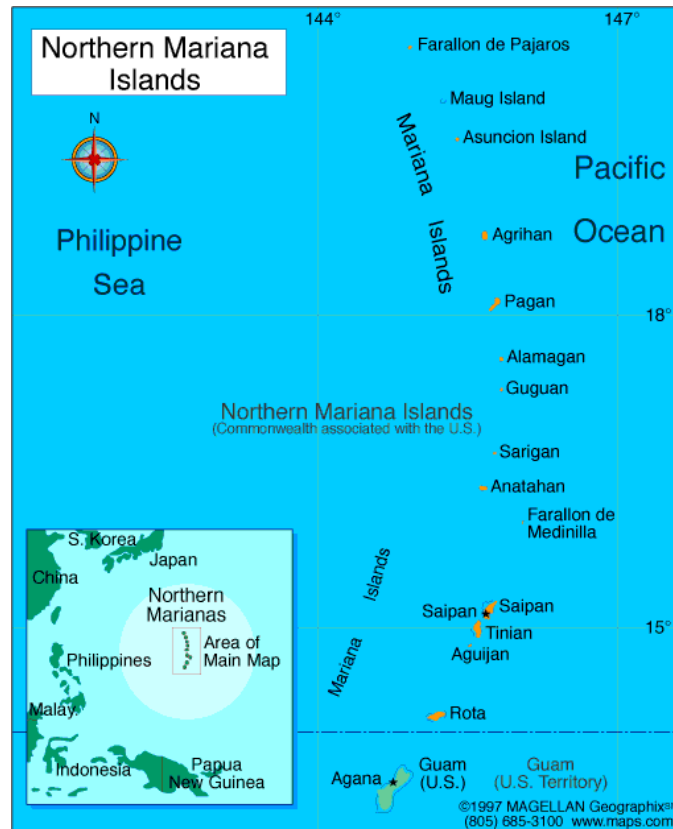 144°
147°
Northern Mariana
Islands
N
Farallon de Pajaros
Maug Island
Asuncion Island
Mariana
Islands
Pacific
Ocean
Philippine
Sea
Agrihan
Pagan
18°
Alamagan
Guguan
Northern Mariana Islands
(Commonwealth associated with the U.S.)
Sarigan
Anatahan
Farallon de
Medinilla
Mariana Islands
Saipan
Saipan
Tinian
15°
Aguijan
Rota
S. Korea
Japan
China
Northern
Marianas
Area of
Main Map
Philippines
Malay.
Indonesia
Papua
New Guinea
Agana
Guam
(U.S.)
Guam
(U.S. Territory)
©1997 MAGELLAN Geographix℠
(805) 685-3100 www.maps.com